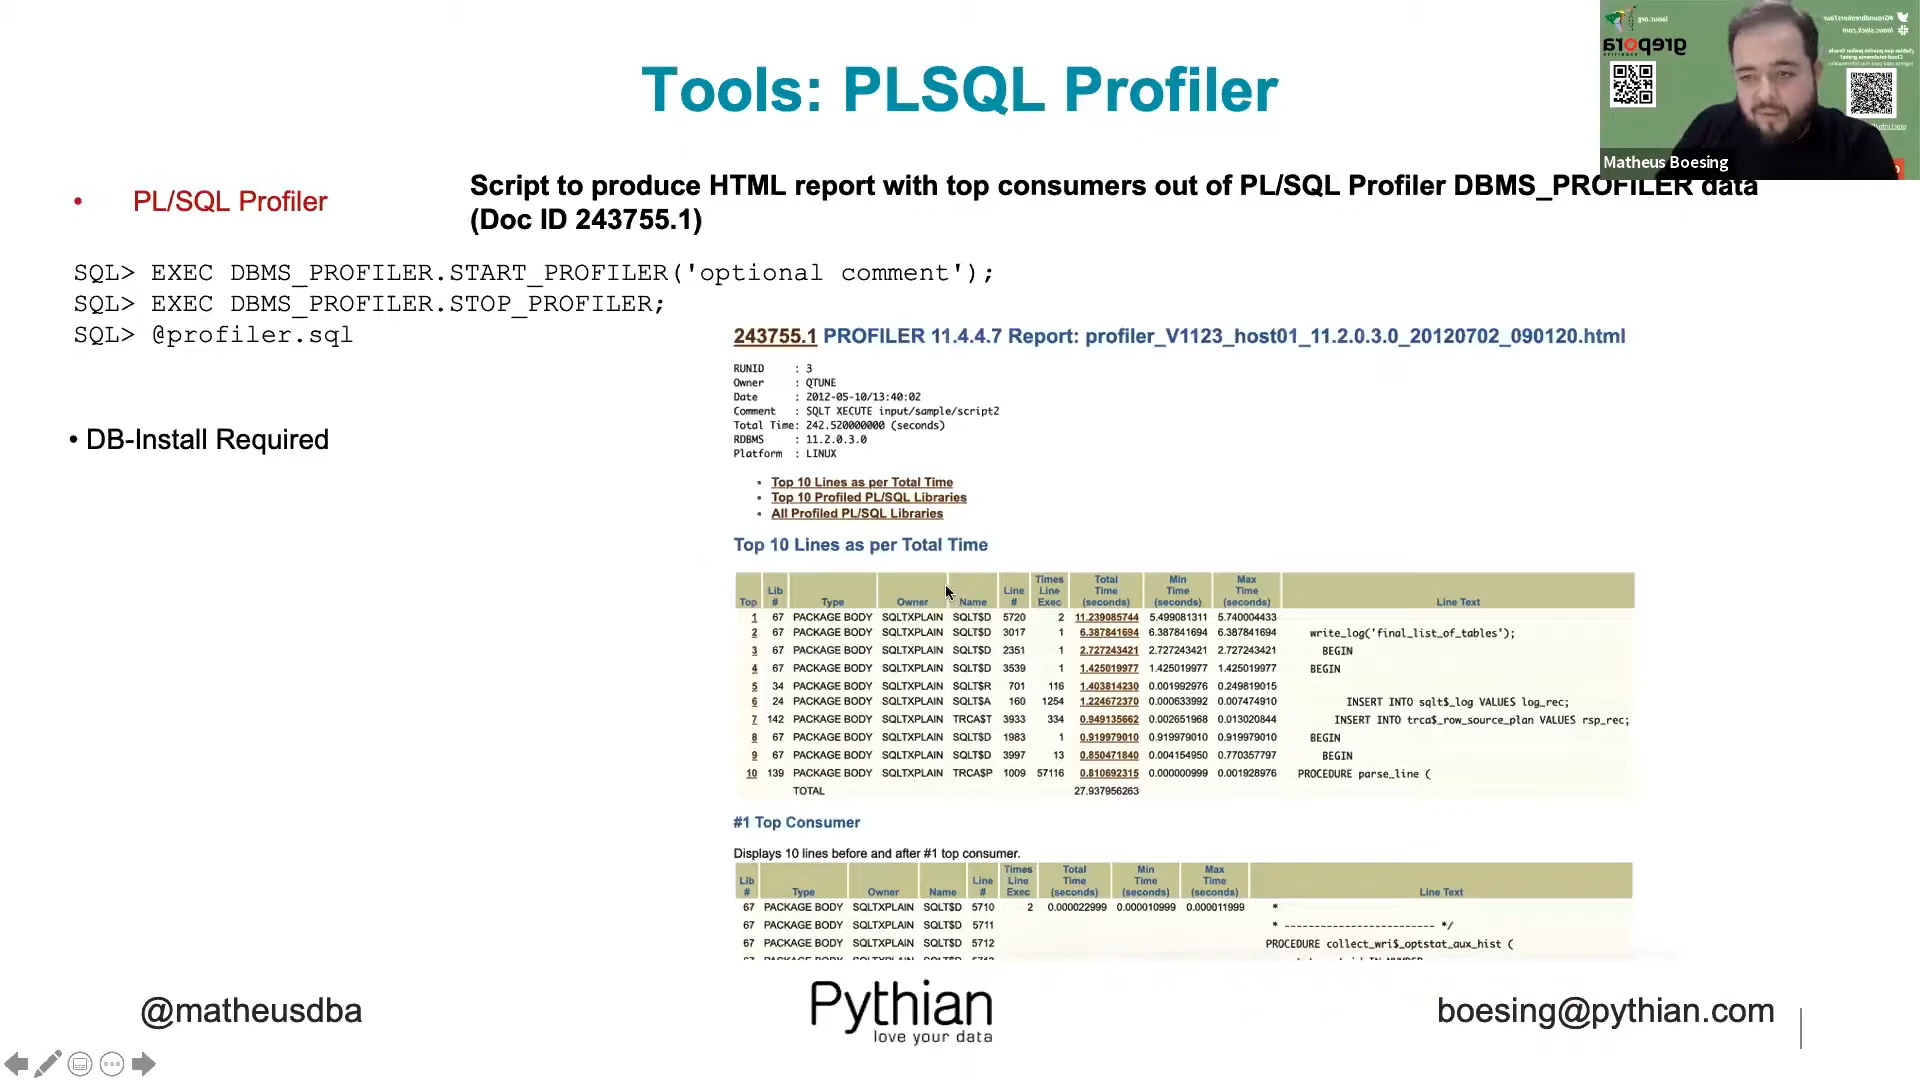 Tools: PLSQL Profiler
laouc.org
#GroundbreakersTour
laouc.slack.com
grepora
Matheus Boesing
• PL/SQL Profiler
Script to produce HTML report with top consumers out of PL/SQL Profiler DBMS_PROFILER data
(Doc ID 243755.1)
SQL> EXEC DBMS_PROFILER.START_PROFILER('optional comment');
SQL> EXEC DBMS_PROFILER.STOP_PROFILER;
SQL> @profiler.sql
• DB-Install Required
243755.1 PROFILER 11.4.4.7 Report: profiler_V1123_host01_11.2.0.3.0_20120702_090120.html
RUNID : 3
Owner : QTUNE
Date : 2012-05-10/13:40:02
Comment : SQLT XECUTE input/sample/script2
Total Time: 242.520000000 (seconds)
RDBMS : 11.2.0.3.0
Platform : LINUX
• Top 10 Lines as per Total Time
• Top 10 Profiled PL/SQL Libraries
• All Profiled PL/SQL Libraries
Top 10 Lines as per Total Time
Top Lib # Type Owner Name Line # Times Line Exec Total Time (seconds) Min Time (seconds) Max Time (seconds) Line Text
1 67 PACKAGE BODY SQLTXPLAIN SQLT$D 5720 2 11.239085744 5.499081311 5.740004433
2 67 PACKAGE BODY SQLTXPLAIN SQLT$D 3017 1 6.387841694 6.387841694 6.387841694 write_log('final_list_of_tables');
3 67 PACKAGE BODY SQLTXPLAIN SQLT$D 2351 1 2.727243421 2.727243421 2.727243421 BEGIN
4 67 PACKAGE BODY SQLTXPLAIN SQLT$D 3539 1 1.425019977 1.425019977 1.425019977 BEGIN
5 34 PACKAGE BODY SQLTXPLAIN SQLT$R 701 116 1.403814230 0.001992976 0.249819015
6 24 PACKAGE BODY SQLTXPLAIN SQLT$A 160 1254 1.224672370 0.000633992 0.007474910 INSERT INTO sqlt$_log VALUES log_rec;
7 142 PACKAGE BODY SQLTXPLAIN TRCA$T 3933 334 0.949135662 0.002651968 0.013020844 INSERT INTO trca$_row_source_plan VALUES rsp_rec;
8 67 PACKAGE BODY SQLTXPLAIN SQLT$D 1983 1 0.919979010 0.919979010 0.919979010 BEGIN
9 67 PACKAGE BODY SQLTXPLAIN SQLT$D 3997 13 0.850471840 0.004154950 0.770357797 BEGIN
10 139 PACKAGE BODY SQLTXPLAIN TRCA$P 1009 57116 0.810692315 0.000000999 0.001928976 PROCEDURE parse_line (
TOTAL 27.937956263
#1 Top Consumer
Displays 10 lines before and after #1 top consumer.
Lib # Type Owner Name Line # Times Line Exec Total Time (seconds) Min Time (seconds) Max Time (seconds) Line Text
67 PACKAGE BODY SQLTXPLAIN SQLT$D 5710 2 0.000022999 0.000010999 0.000011999 *
67 PACKAGE BODY SQLTXPLAIN SQLT$D 5711 * ------------------------- */
67 PACKAGE BODY SQLTXPLAIN SQLT$D 5712 PROCEDURE collect_wri$_optstat_aux_hist (
@matheusdba
Pythian
love your data
boesing@pythian.com